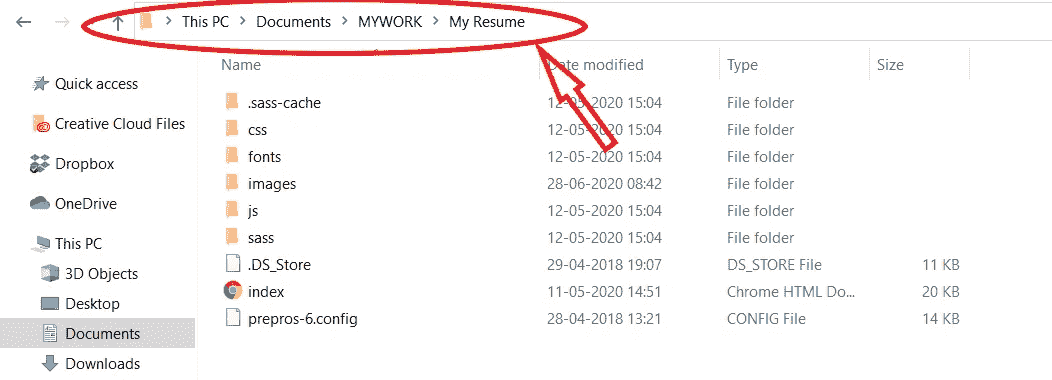 This PC > Documents > MYWORK > My Resume
Name Date modified Type Size
Quick access
Creative Cloud Files
Dropbox
OneDrive
This PC
3D Objects
Desktop
Documents
Downloads
.sass-cache 12-05-2020 15:04 File folder
css 12-05-2020 15:04 File folder
fonts 12-05-2020 15:04 File folder
images 28-06-2020 08:42 File folder
js 12-05-2020 15:04 File folder
sass 12-05-2020 15:04 File folder
.DS_Store 29-04-2018 19:07 DS_STORE File 11 KB
index 11-05-2020 14:51 Chrome HTML Do... 20 KB
prepros-6.config 28-04-2018 13:21 CONFIG File 14 KB